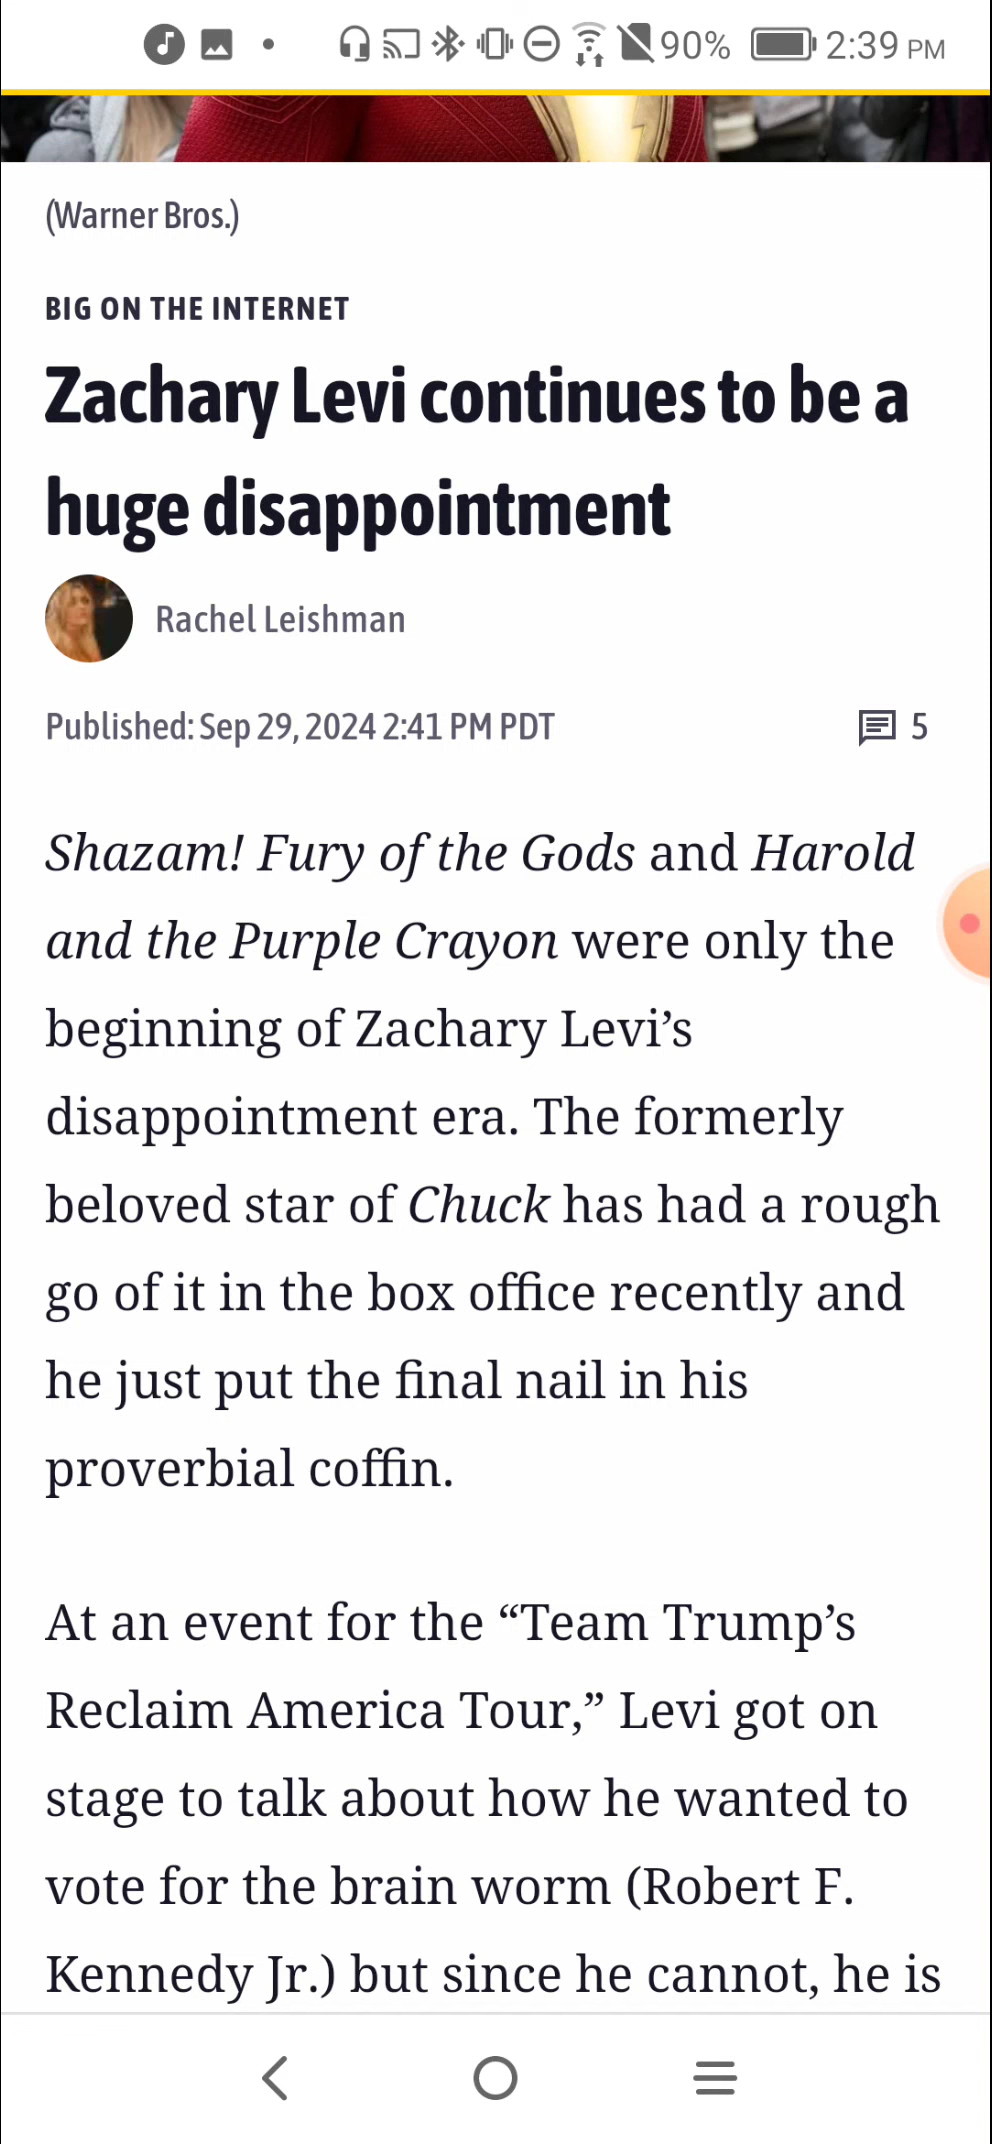 90% 2:39 PM
(Warner Bros.)
BIG ON THE INTERNET
Zachary Levi continues to be a
huge disappointment
Rachel Leishman
Published: Sep 29, 2024 2:41 PM PDT 5
Shazam! Fury of the Gods and Harold
and the Purple Crayon were only the
beginning of Zachary Levi’s
disappointment era. The formerly
beloved star of Chuck has had a rough
go of it in the box office recently and
he just put the final nail in his
proverbial coffin.
At an event for the “Team Trump’s
Reclaim America Tour,” Levi got on
stage to talk about how he wanted to
vote for the brain worm (Robert F.
Kennedy Jr.) but since he cannot, he is